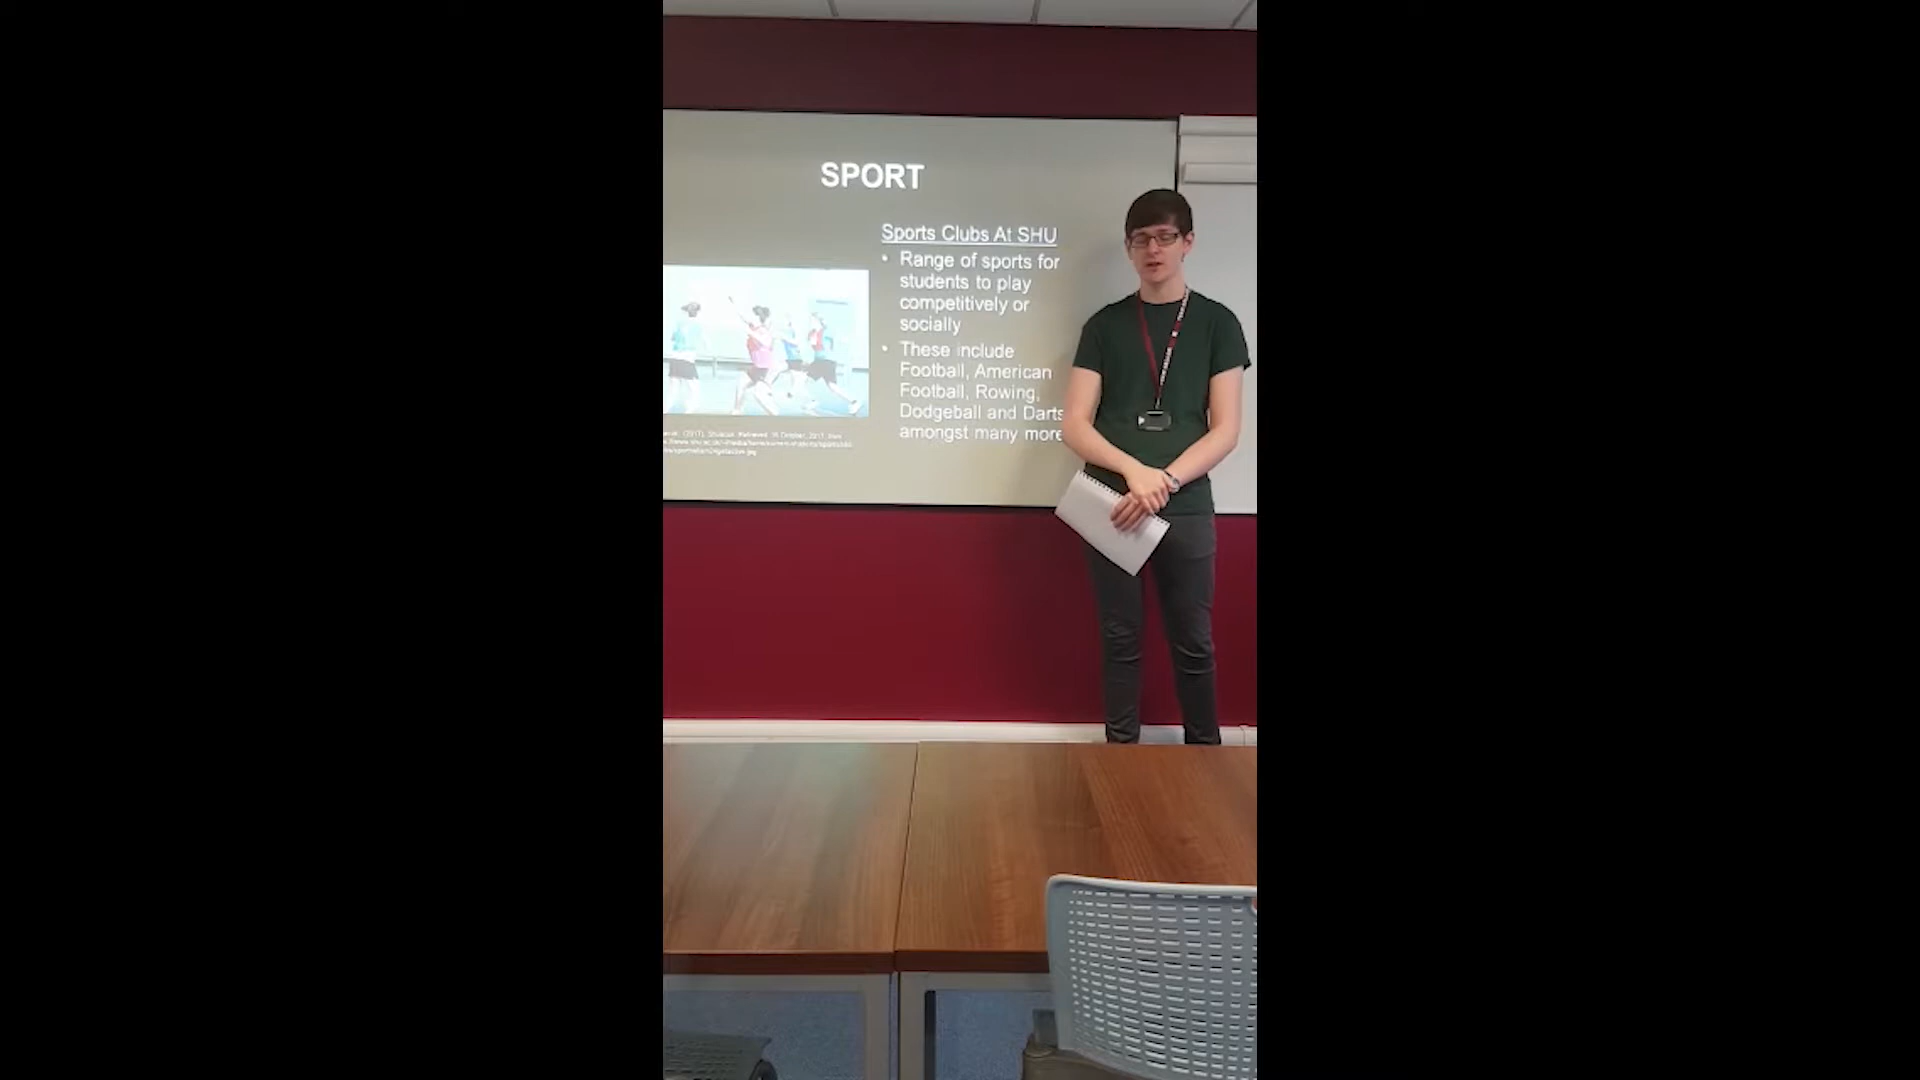 SPORT
Sports Clubs At SHU
• Range of sports for
students to play
competitively or
socially
• These include
Football, American
Football, Rowing,
Dodgeball and Darts
amongst many more